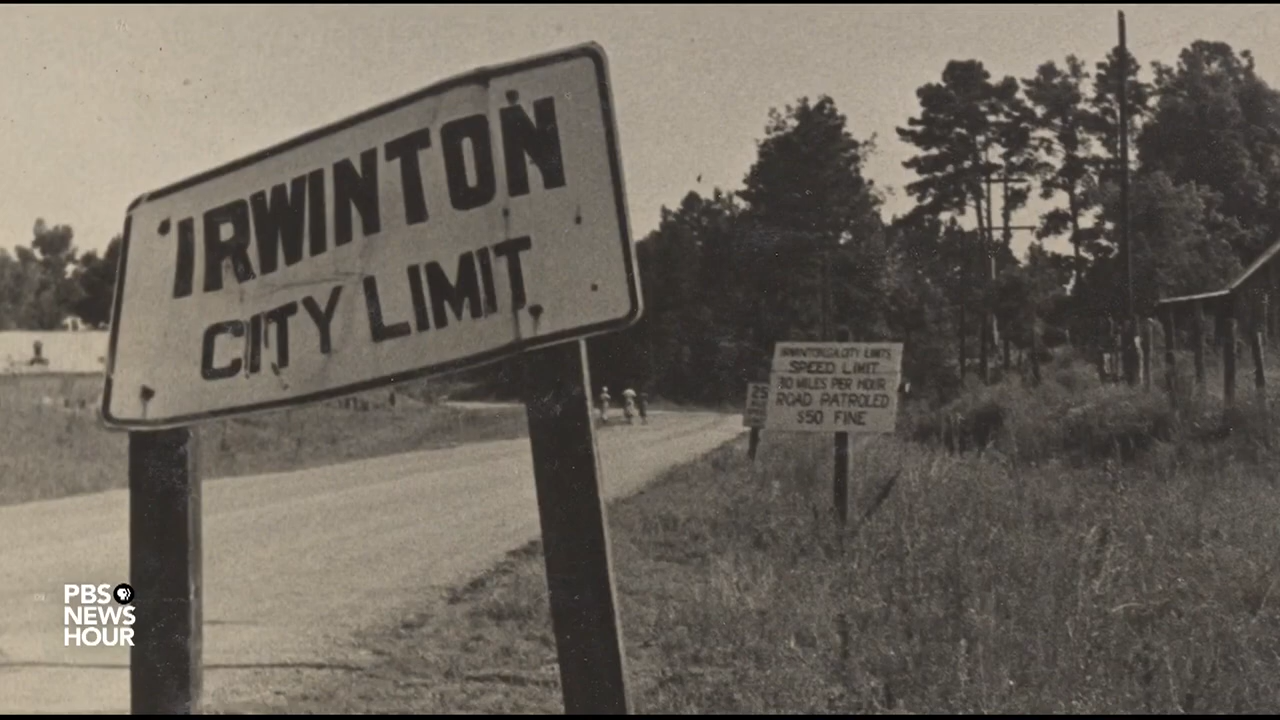 IRWINTON
CITY LIMIT
IRWINTON GA. CITY LIMITS
SPEED LIMIT
30 MILES PER HOUR
ROAD PATROLED
$50 FINE
PBS
NEWS
HOUR